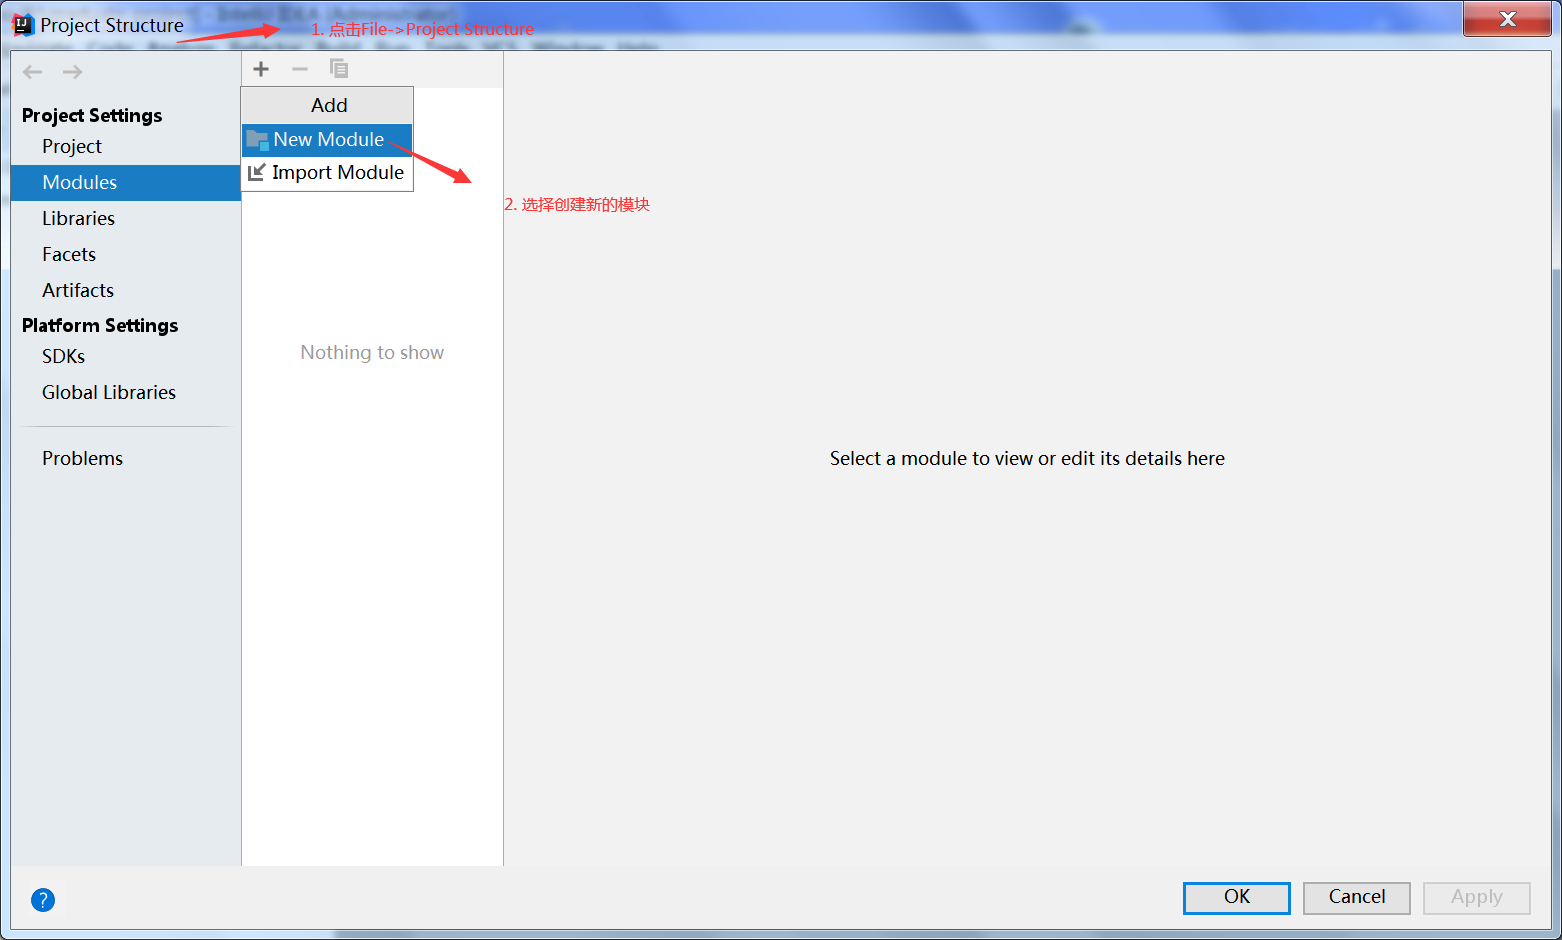 Project Structure
1. 点击File->Project Structure
Project Settings
Project
Modules
Libraries
Facets
Artifacts
Platform Settings
SDKs
Global Libraries
Problems
Add
New Module
Import Module
2. 选择创建新的模块
Nothing to show
Select a module to view or edit its details here
?
OK
Cancel
Apply